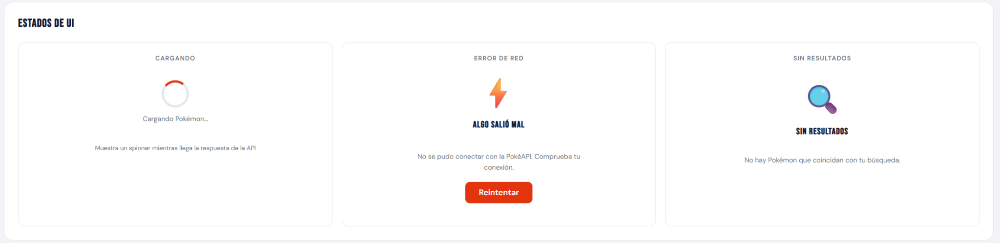 ESTADOS DE UI
CARGANDO
Cargando Pokémon...
Muestra un spinner mientras llega la respuesta de la API
ERROR DE RED
ALGO SALIÓ MAL
No se pudo conectar con la PokéAPI. Comprueba tu
conexión.
Reintentar
SIN RESULTADOS
SIN RESULTADOS
No hay Pokémon que coincidan con tu búsqueda.